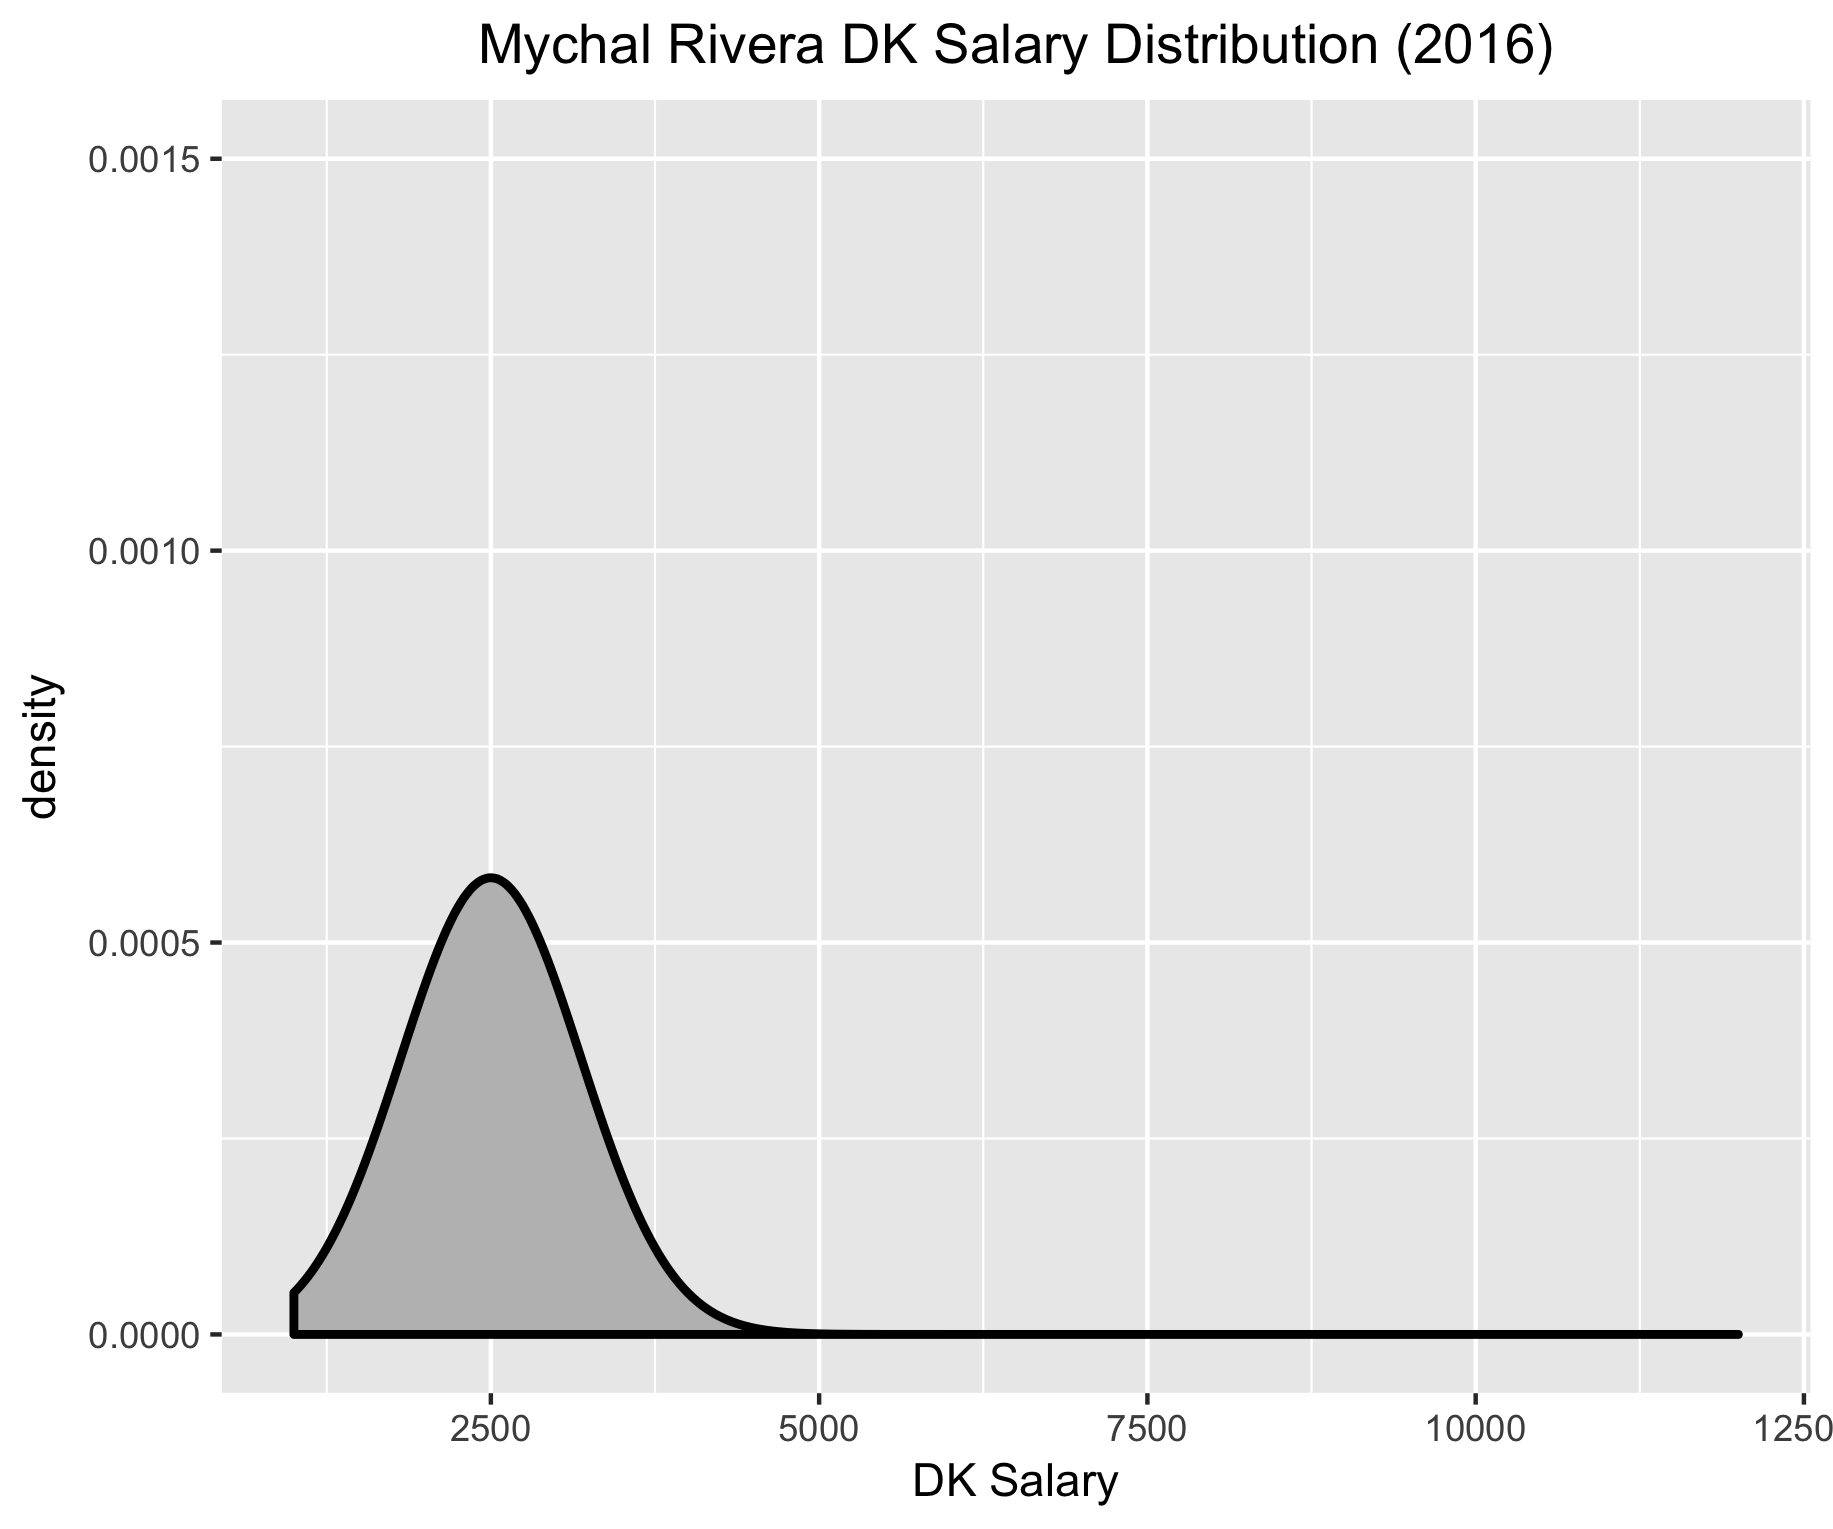 Mychal Rivera DK Salary Distribution (2016)
0.0015
0.0010
0.0005
0.0000
density
2500 5000 7500 10000 1250
DK Salary